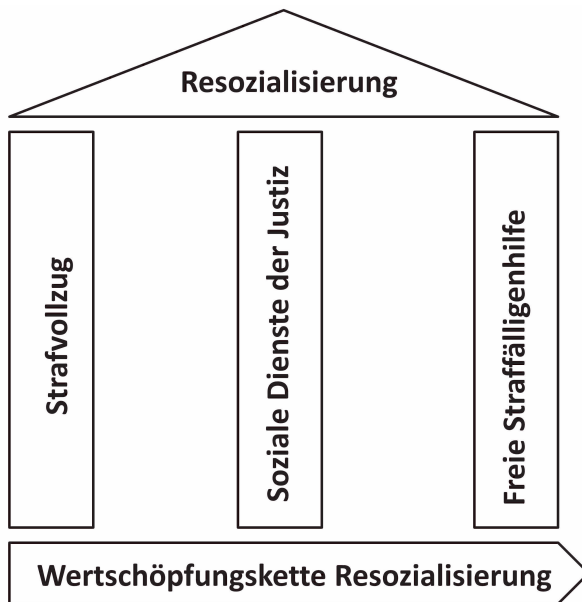 Resozialisierung
Strafvollzug
Soziale Dienste der Justiz
Freie Straffälligenhilfe
Wertschöpfungskette Resozialisierung